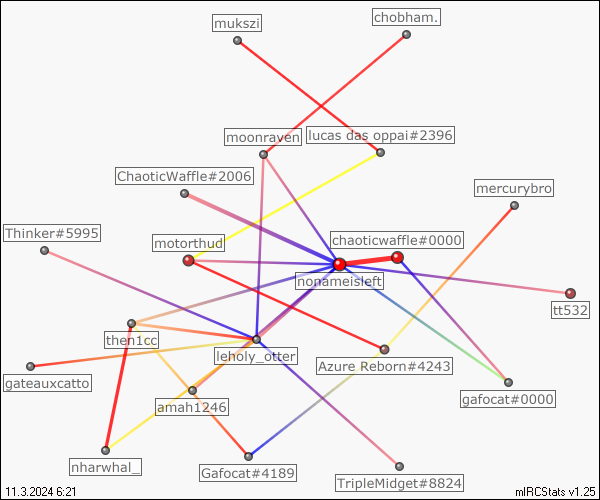 mukszi
chobham.
moonraven
lucas das oppai#2396
ChaoticWaffle#2006
mercurybro
Thinker#5995
motorthud
chaoticwaffle#0000
nonameisleft
tt532
then1cc
leholy_otter
Azure Reborn#4243
gateauxcatto
amah1246
gafocat#0000
nharwhal_
Gafocat#4189
TripleMidget#8824
11.3.2024 6:21
mIRCStats v1.25